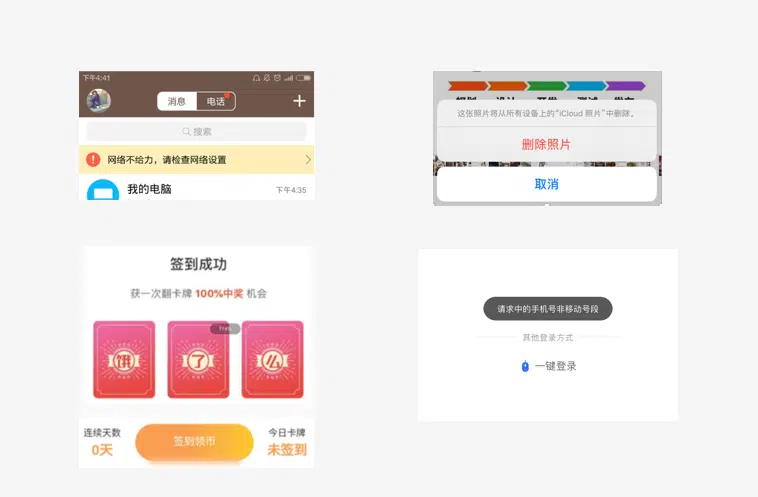 下午4:41
消息 电话
搜索
网络不给力，请检查网络设置
我的电脑 下午4:35
这张照片将从所有设备上的“iCloud 照片”中删除。
删除照片
取消
签到成功
获一次翻卡牌 100%中奖 机会
饿 了 么
连续天数
0天
签到领币
今日卡牌
未签到
请求中的手机号非移动号段
其他登录方式
一键登录